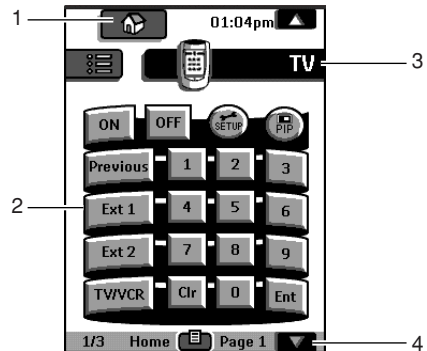 1
01:04pm
TV
3
ON OFF SETUP PIP
Previous 1 2 3
2
Ext 1 4 5 6
Ext 2 7 8 9
TV/VCR Clr 0 Ent
1/3 Home Page 1
4